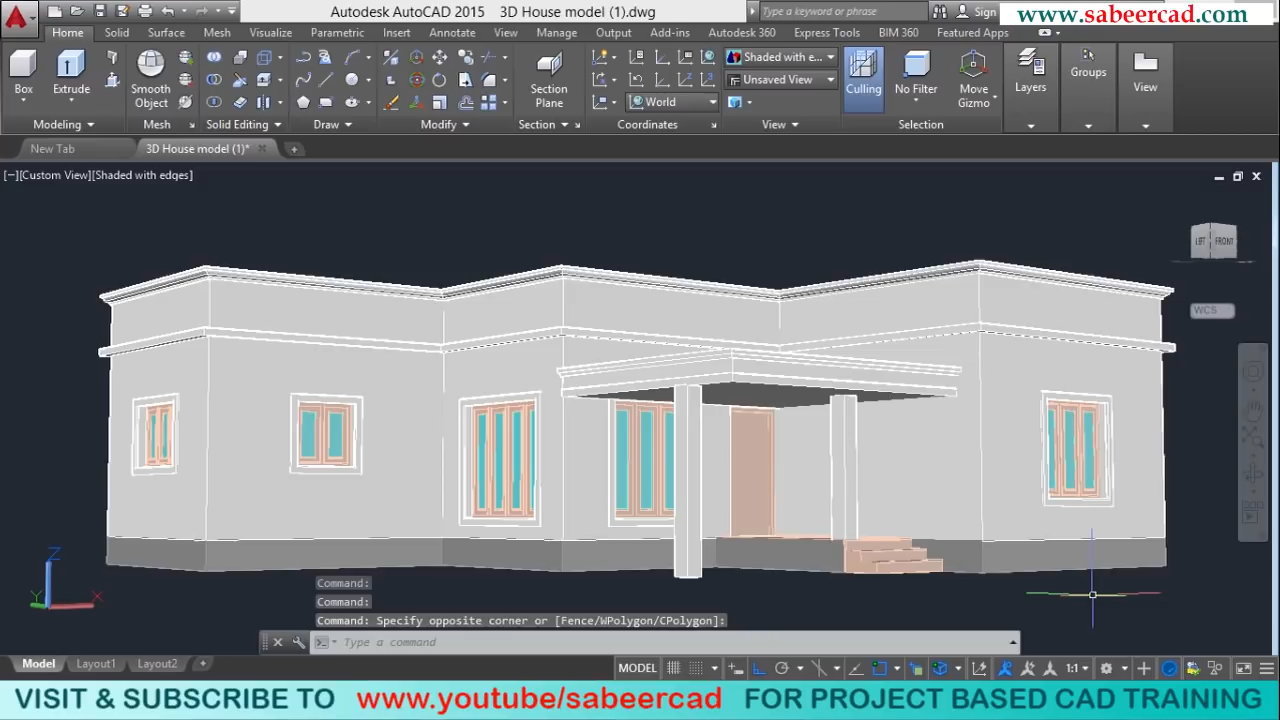 Autodesk AutoCAD 2015 3D House model (1).dwg
Type a keyword or phrase
Sign
www.sabeercad.com
Home Solid Surface Mesh Visualize Parametric Insert Annotate View Manage Output Add-ins Autodesk 360 Express Tools BIM 360 Featured Apps
Box Extrude Smooth Object Section Plane
Shaded with e...
Unsaved View
World
Culling No Filter Move Gizmo Layers Groups View
Modeling Mesh Solid Editing Draw Modify Section Coordinates View Selection
New Tab 3D House model (1)*
[−][Custom View][Shaded with edges]
LEFT FRONT
WCS
Z
Y X
Command:
Command:
Command: Specify opposite corner or [Fence/WPolygon/CPolygon]:
Type a command
Model Layout1 Layout2 + MODEL 1:1
VISIT & SUBSCRIBE TO www.youtube/sabeercad FOR PROJECT BASED CAD TRAINING